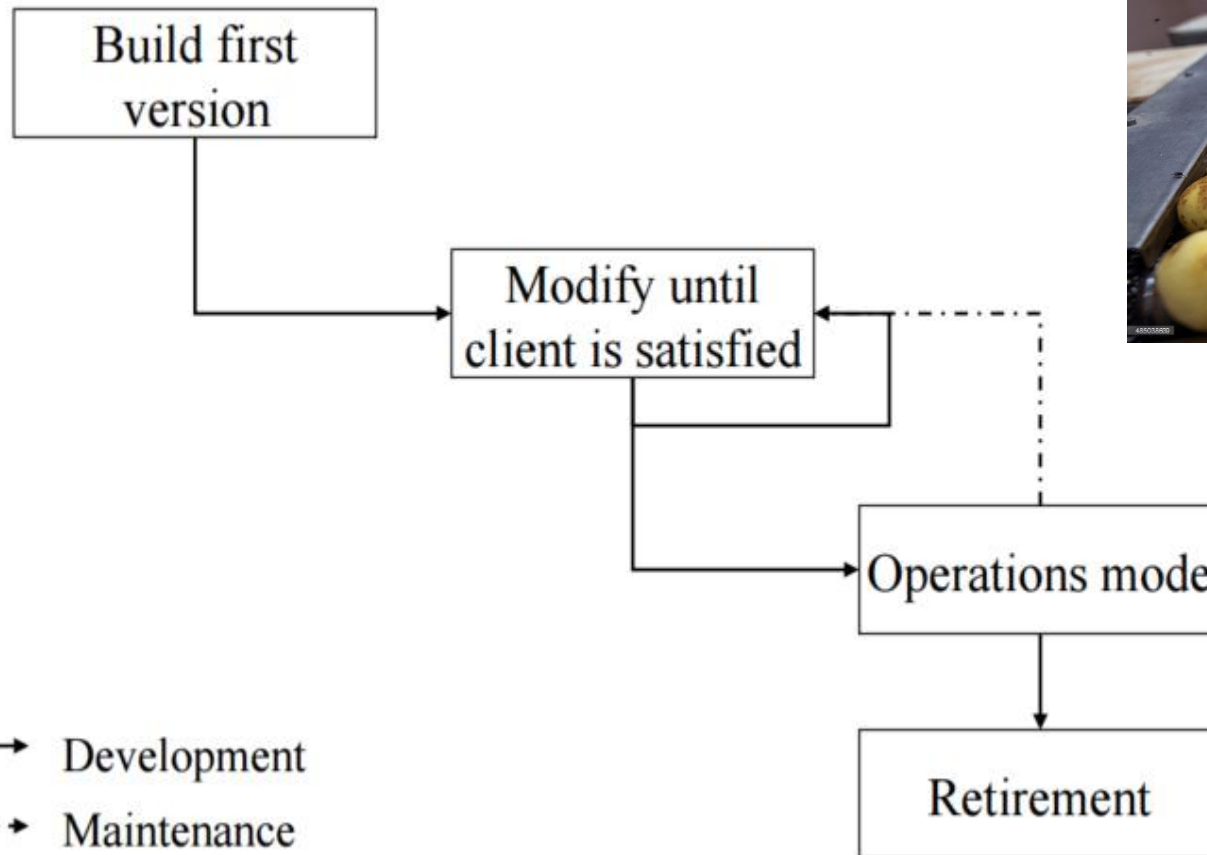 Build first
version
Modify until
client is satisfied
Operations mode
Retirement
Development
Maintenance